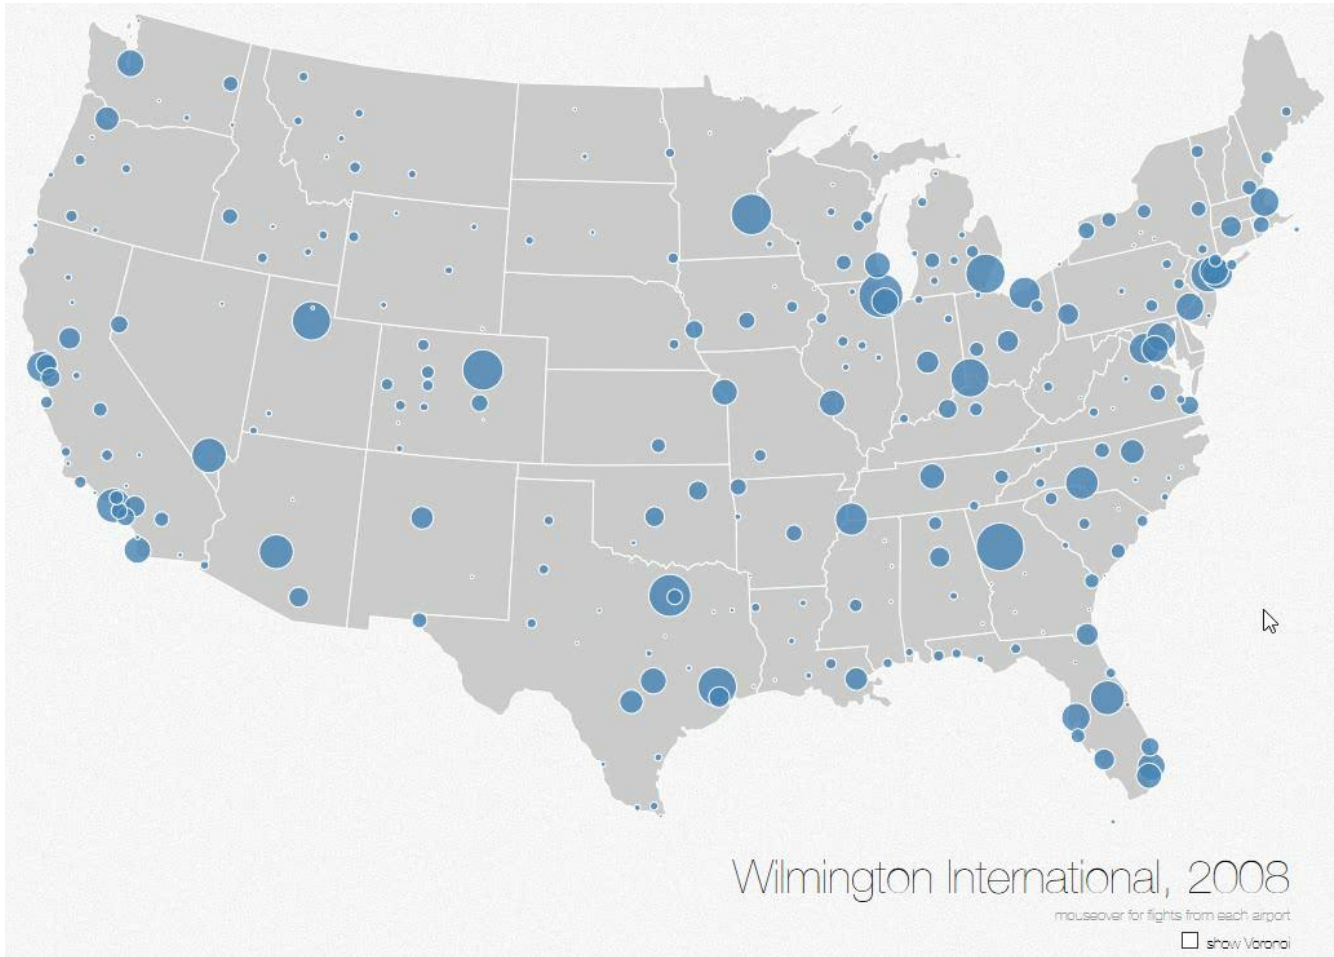 Wilmington International, 2008
mouseover for flights from each airport
show Voronoi